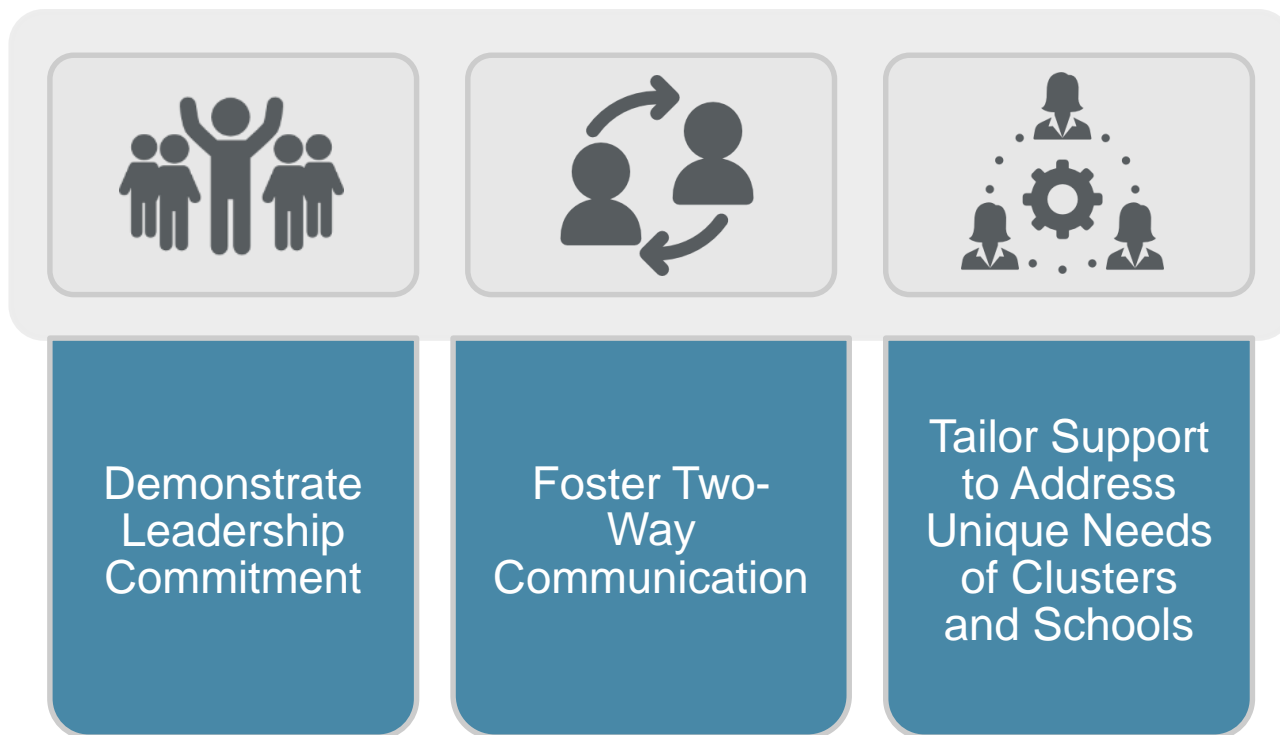 Demonstrate
Leadership
Commitment
Foster Two-
Way
Communication
Tailor Support
to Address
Unique Needs
of Clusters
and Schools